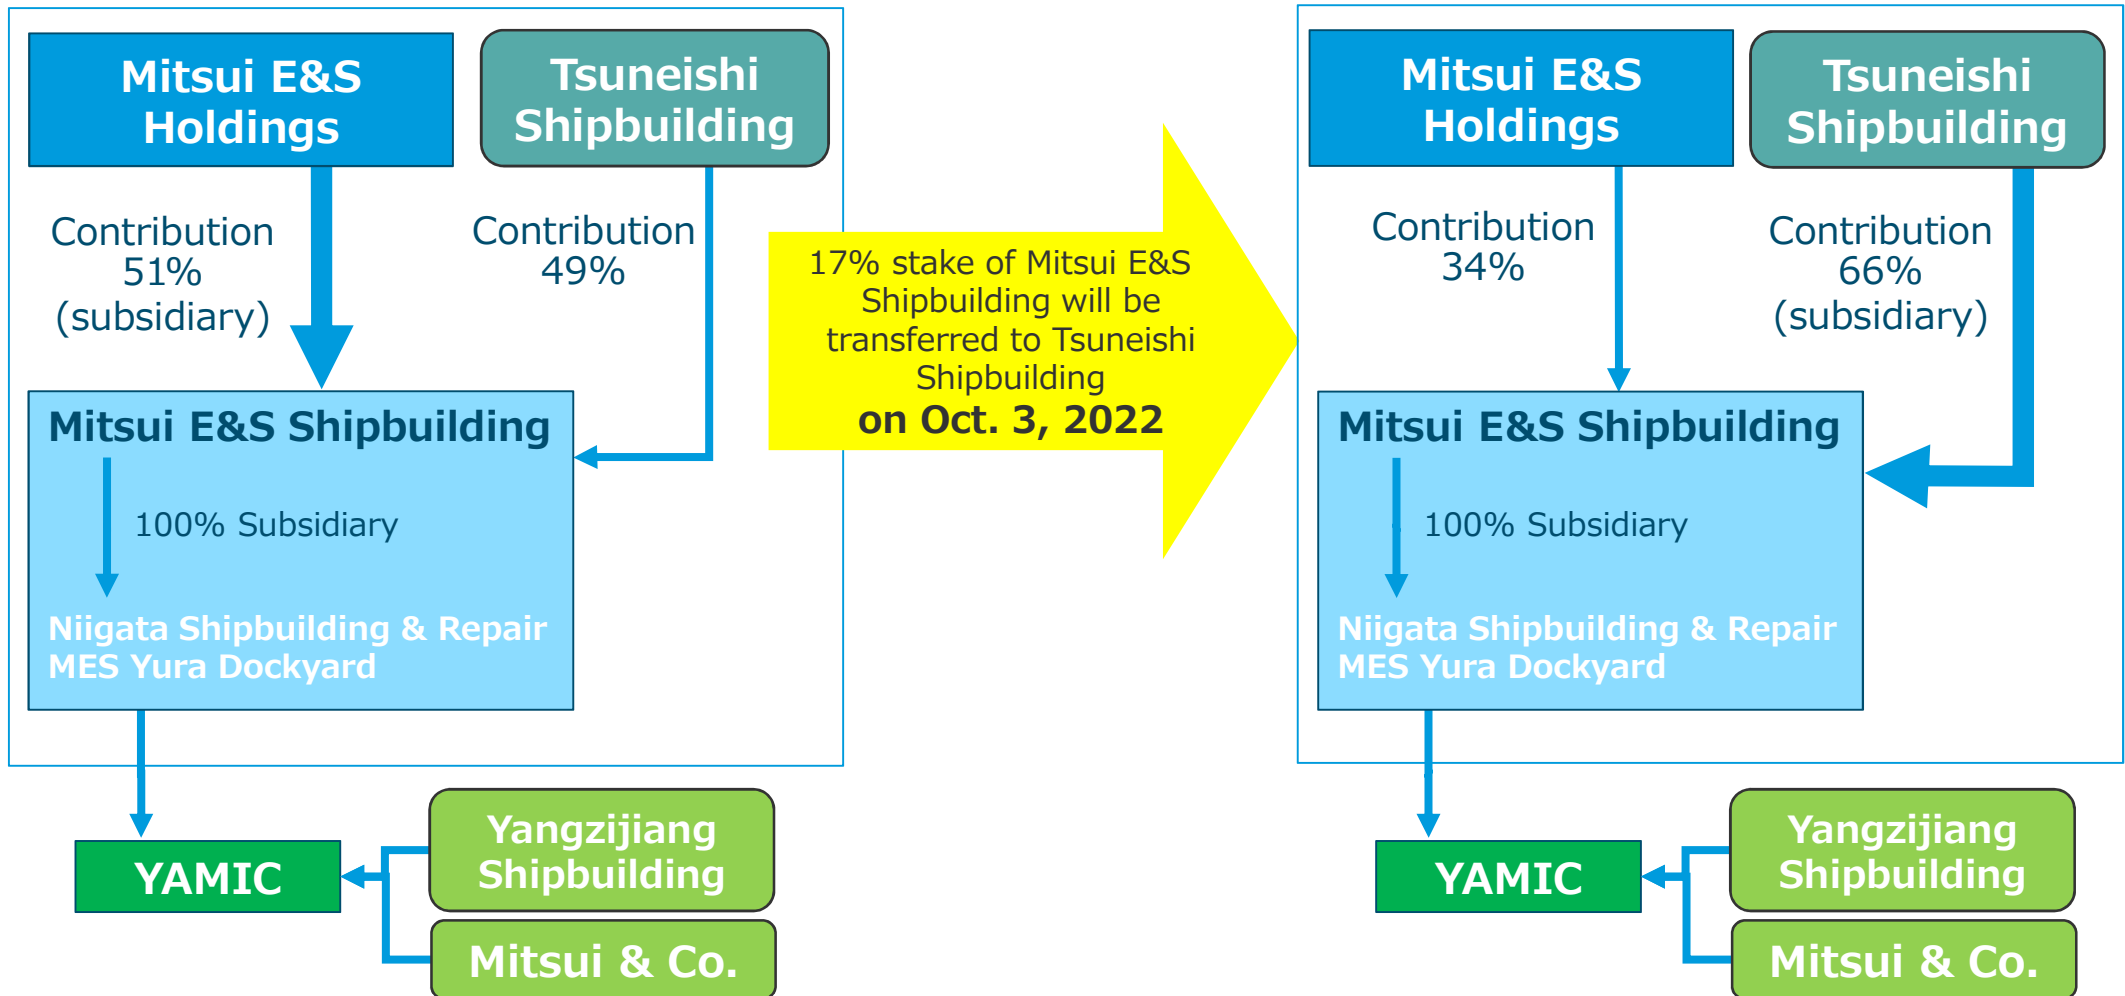 Mitsui E&S
Holdings
Tsuneishi
Shipbuilding
Contribution
51%
(subsidiary)
Contribution
49%
Mitsui E&S Shipbuilding
100% Subsidiary
Niigata Shipbuilding & Repair
MES Yura Dockyard
YAMIC
Yangzijiang
Shipbuilding
Mitsui & Co.
17% stake of Mitsui E&S
Shipbuilding will be
transferred to Tsuneishi
Shipbuilding
on Oct. 3, 2022
Mitsui E&S
Holdings
Tsuneishi
Shipbuilding
Contribution
34%
Contribution
66%
(subsidiary)
Mitsui E&S Shipbuilding
100% Subsidiary
Niigata Shipbuilding & Repair
MES Yura Dockyard
YAMIC
Yangzijiang
Shipbuilding
Mitsui & Co.